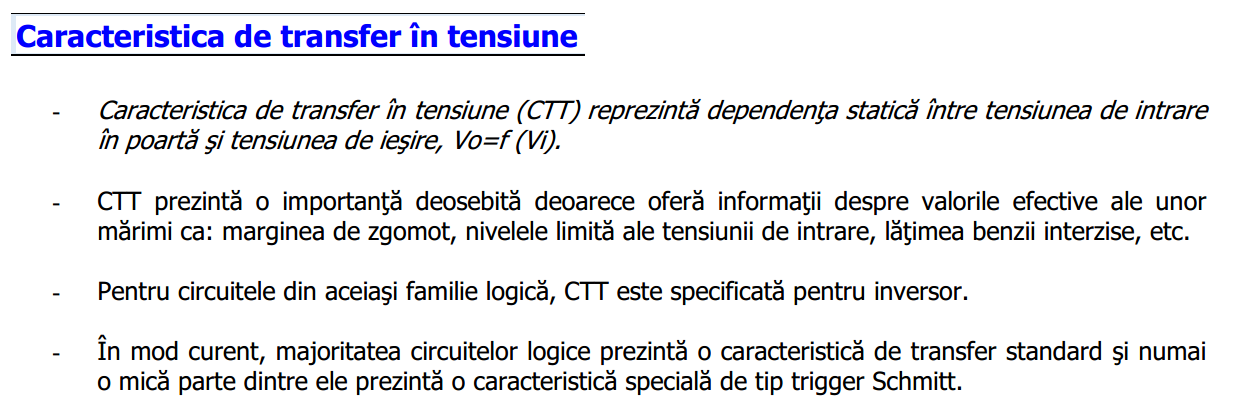 Caracteristica de transfer în tensiune
- Caracteristica de transfer în tensiune (CTT) reprezintă dependenţa statică între tensiunea de intrare
în poartă şi tensiunea de ieşire, Vo=f (Vi).
- CTT prezintă o importanţă deosebită deoarece oferă informaţii despre valorile efective ale unor
mărimi ca: marginea de zgomot, nivelele limită ale tensiunii de intrare, lăţimea benzii interzise, etc.
- Pentru circuitele din aceiaşi familie logică, CTT este specificată pentru inversor.
- În mod curent, majoritatea circuitelor logice prezintă o caracteristică de transfer standard şi numai
o mică parte dintre ele prezintă o caracteristică specială de tip trigger Schmitt.